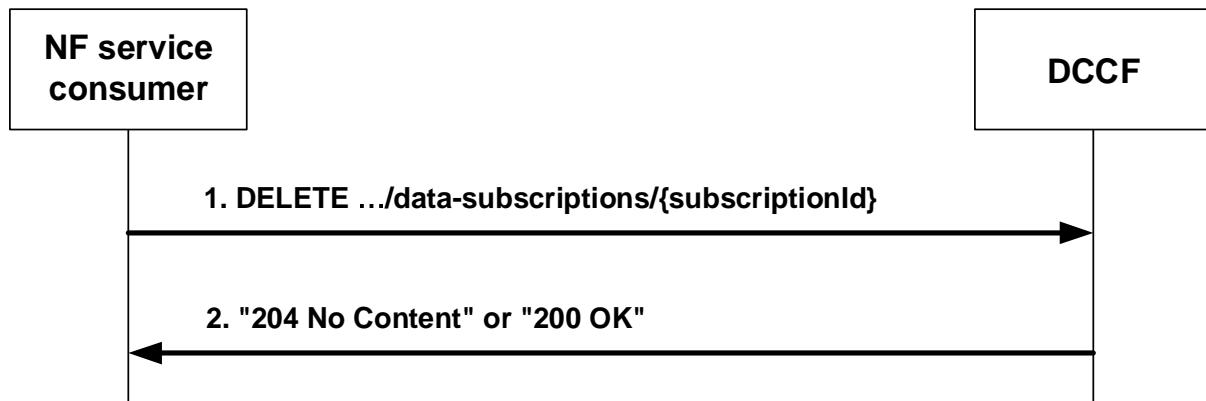 NF service
consumer
DCCF
1. DELETE …/data-subscriptions/{subscriptionId}
2. "204 No Content" or "200 OK"